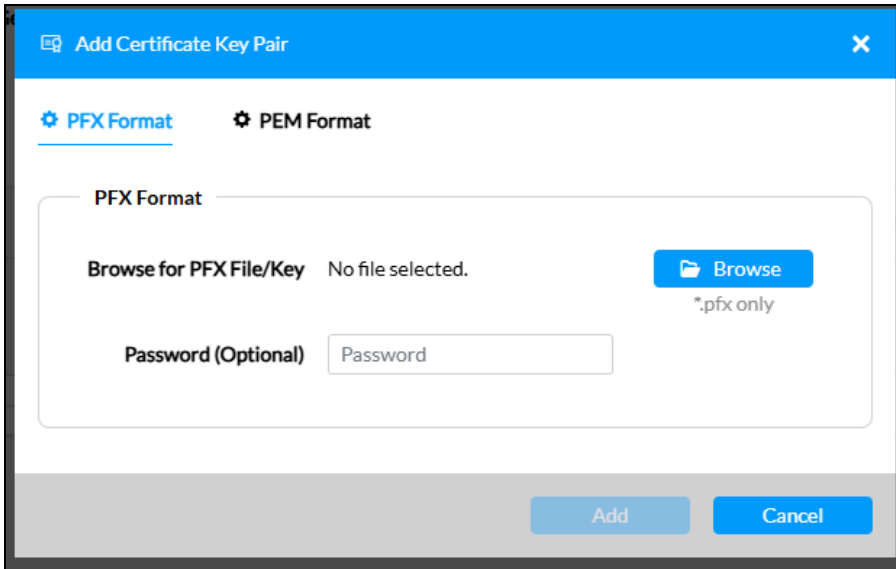 Add Certificate Key Pair
PFX Format
PEM Format
PFX Format
Browse for PFX File/Key No file selected. Browse
*.pfx only
Password (Optional) Password
Add Cancel